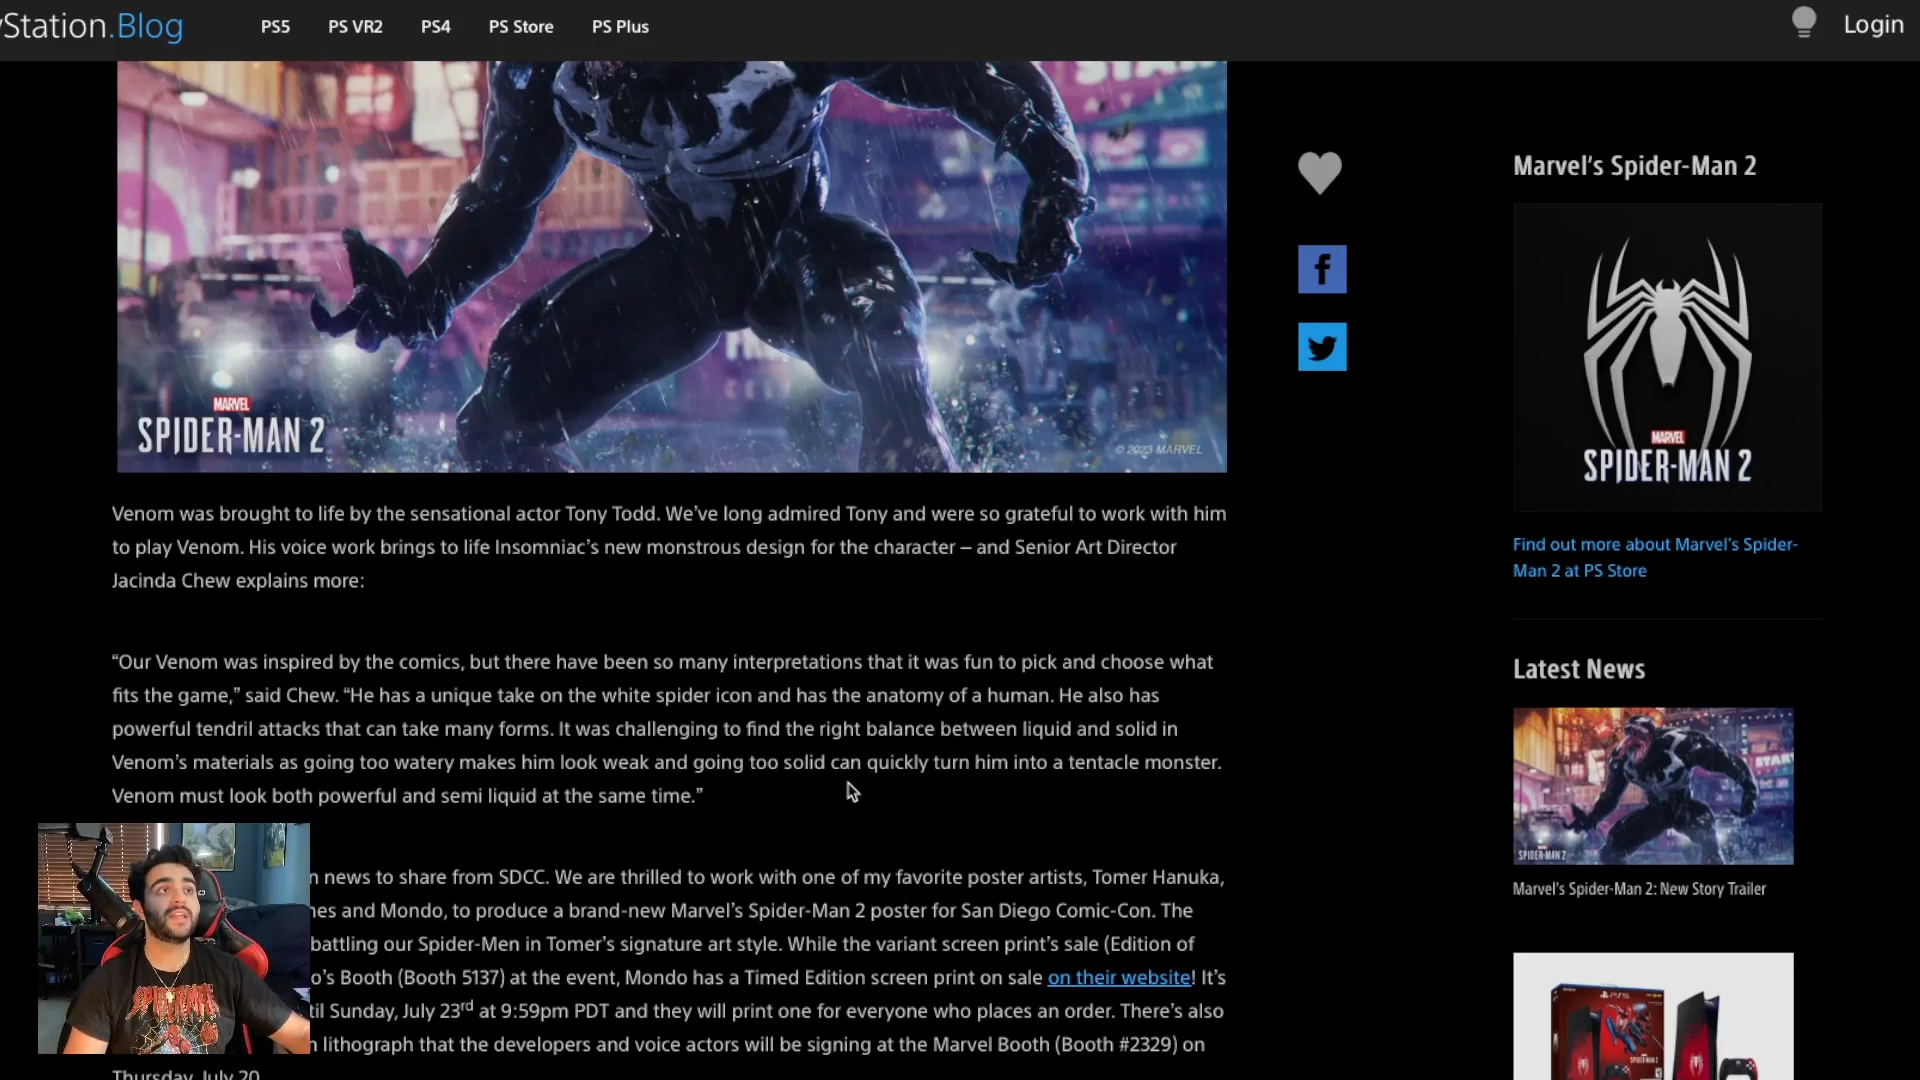 Station.Blog
PS5
PS VR2
PS4
PS Store
PS Plus
Login
MARVEL
SPIDER-MAN 2
© 2023 MARVEL
Venom was brought to life by the sensational actor Tony Todd. We've long admired Tony and were so grateful to work with him
to play Venom. His voice work brings to life Insomniac's new monstrous design for the character – and Senior Art Director
Jacinda Chew explains more:
“Our Venom was inspired by the comics, but there have been so many interpretations that it was fun to pick and choose what
fits the game,” said Chew. “He has a unique take on the white spider icon and has the anatomy of a human. He also has
powerful tendril attacks that can take many forms. It was challenging to find the right balance between liquid and solid in
Venom's materials as going too watery makes him look weak and going too solid can quickly turn him into a tentacle monster.
Venom must look both powerful and semi liquid at the same time.”
n news to share from SDCC. We are thrilled to work with one of my favorite poster artists, Tomer Hanuka,
nes and Mondo, to produce a brand-new Marvel's Spider-Man 2 poster for San Diego Comic-Con. The
battling our Spider-Men in Tomer's signature art style. While the variant screen print's sale (Edition of
o's Booth (Booth 5137) at the event, Mondo has a Timed Edition screen print on sale on their website! It's
til Sunday, July 23rd at 9:59pm PDT and they will print one for everyone who places an order. There's also
n lithograph that the developers and voice actors will be signing at the Marvel Booth (Booth #2329) on
Thursday, July 20
Marvel's Spider-Man 2
MARVEL
SPIDER-MAN 2
Find out more about Marvel's Spider-
Man 2 at PS Store
Latest News
SPIDER-MAN 2
Marvel's Spider-Man 2: New Story Trailer
PS5